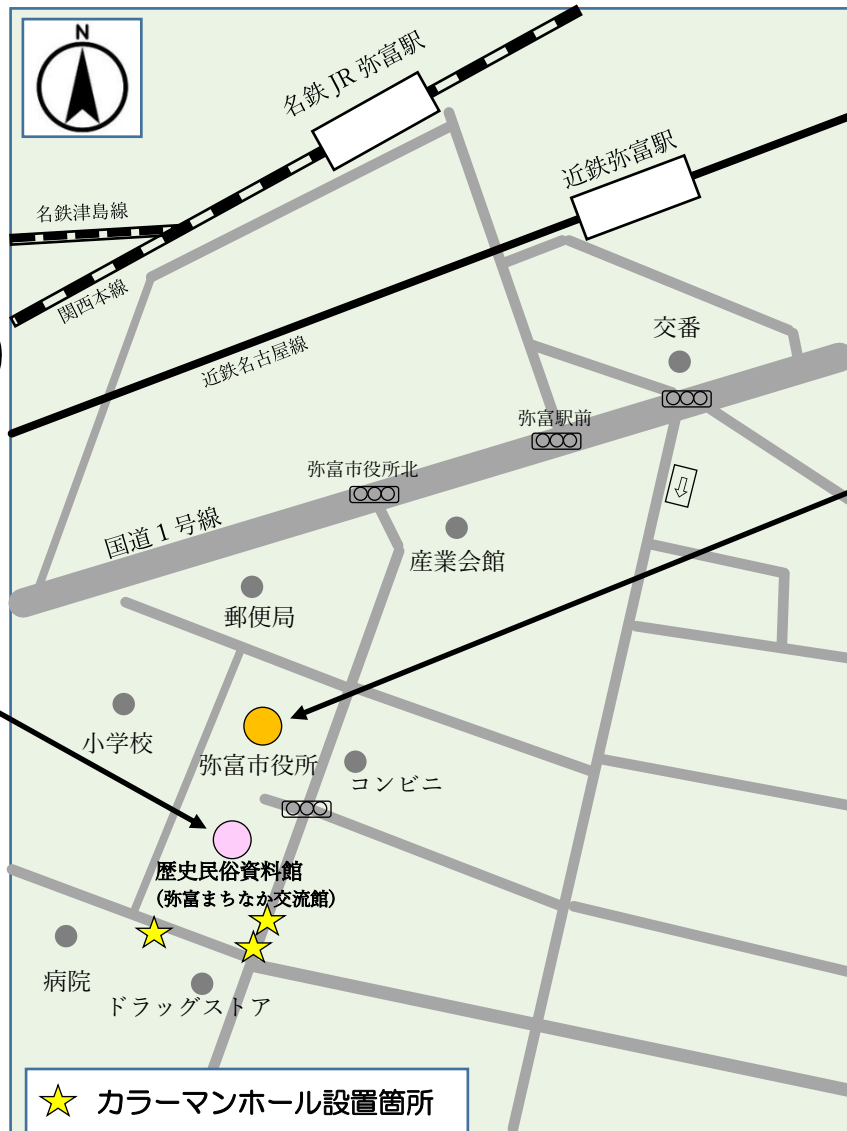 N
名鉄 JR 弥富駅
近鉄弥富駅
名鉄津島線
関西本線
近鉄名古屋線
交番
弥富駅前
弥富市役所北
国道１号線
産業会館
郵便局
小学校
弥富市役所
コンビニ
歴史民俗資料館
(弥富まちなか交流館)
病院
ドラッグストア
カラーマンホール設置箇所